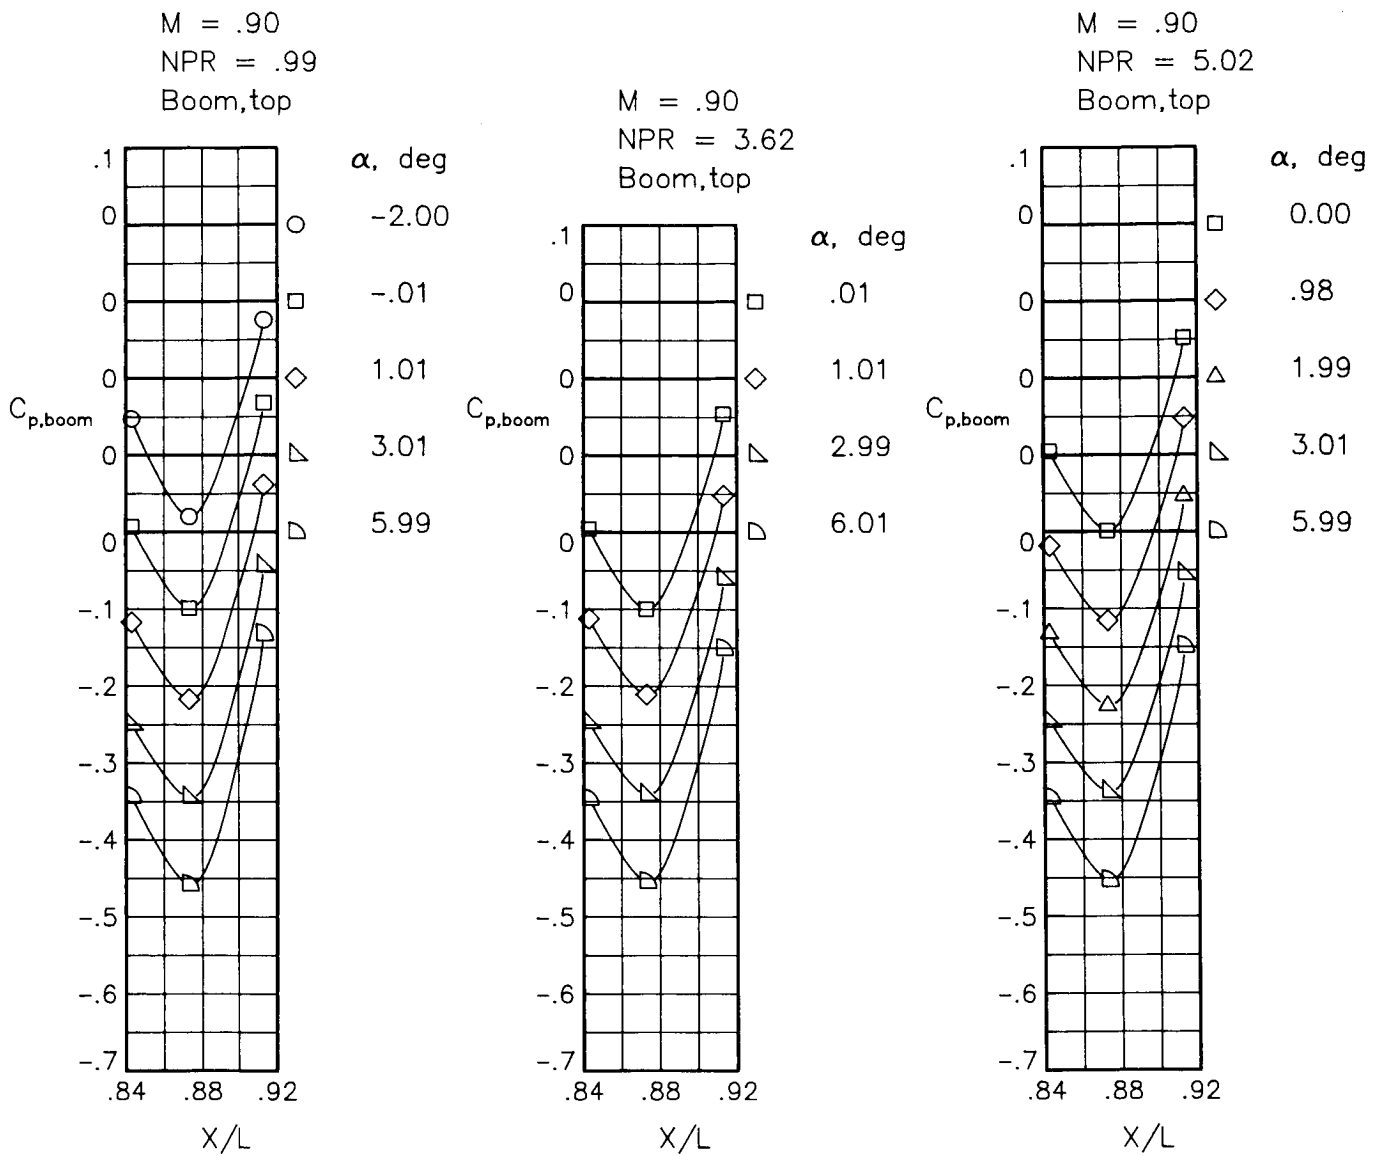 M = .90
NPR = .99
Boom,top
α, deg
-2.00
-.01
1.01
3.01
5.99
.1
0
0
0
0
0
-.1
-.2
-.3
-.4
-.5
-.6
-.7
C p,boom
.84 .88 .92
X/L
M = .90
NPR = 3.62
Boom,top
α, deg
.01
1.01
2.99
6.01
.1
0
0
0
0
-.1
-.2
-.3
-.4
-.5
-.6
-.7
C p,boom
.84 .88 .92
X/L
M = .90
NPR = 5.02
Boom,top
α, deg
0.00
.98
1.99
3.01
5.99
.1
0
0
0
0
0
-.1
-.2
-.3
-.4
-.5
-.6
-.7
C p,boom
.84 .88 .92
X/L